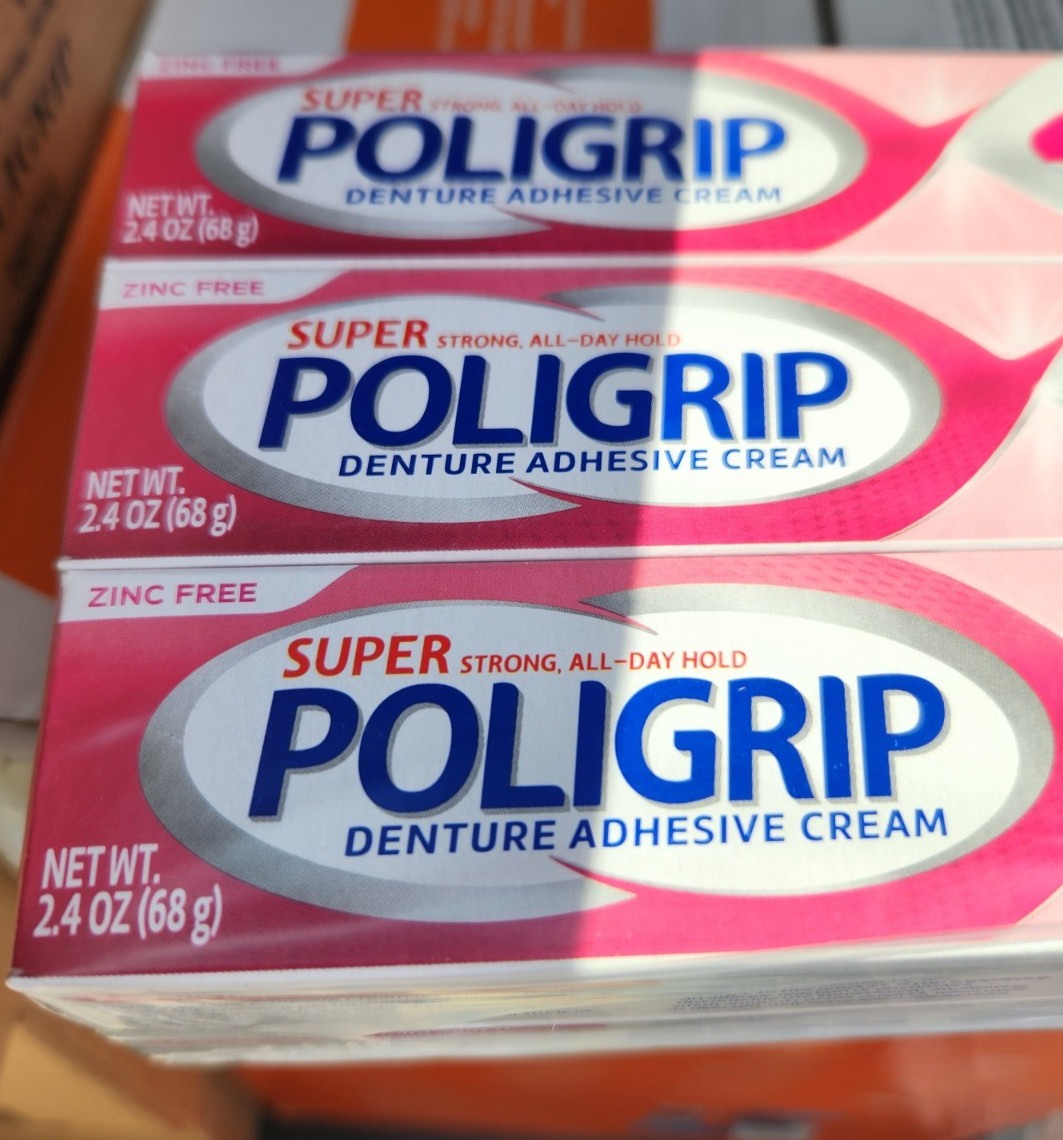 ZINC FREE
SUPER STRONG, ALL-DAY HOLD
POLIGRIP
DENTURE ADHESIVE CREAM
NET WT.
2.4 OZ (68 g)
ZINC FREE
SUPER STRONG, ALL-DAY HOLD
POLIGRIP
DENTURE ADHESIVE CREAM
NET WT.
2.4 OZ (68 g)
ZINC FREE
SUPER STRONG, ALL-DAY HOLD
POLIGRIP
DENTURE ADHESIVE CREAM
NET WT.
2.4 OZ (68 g)